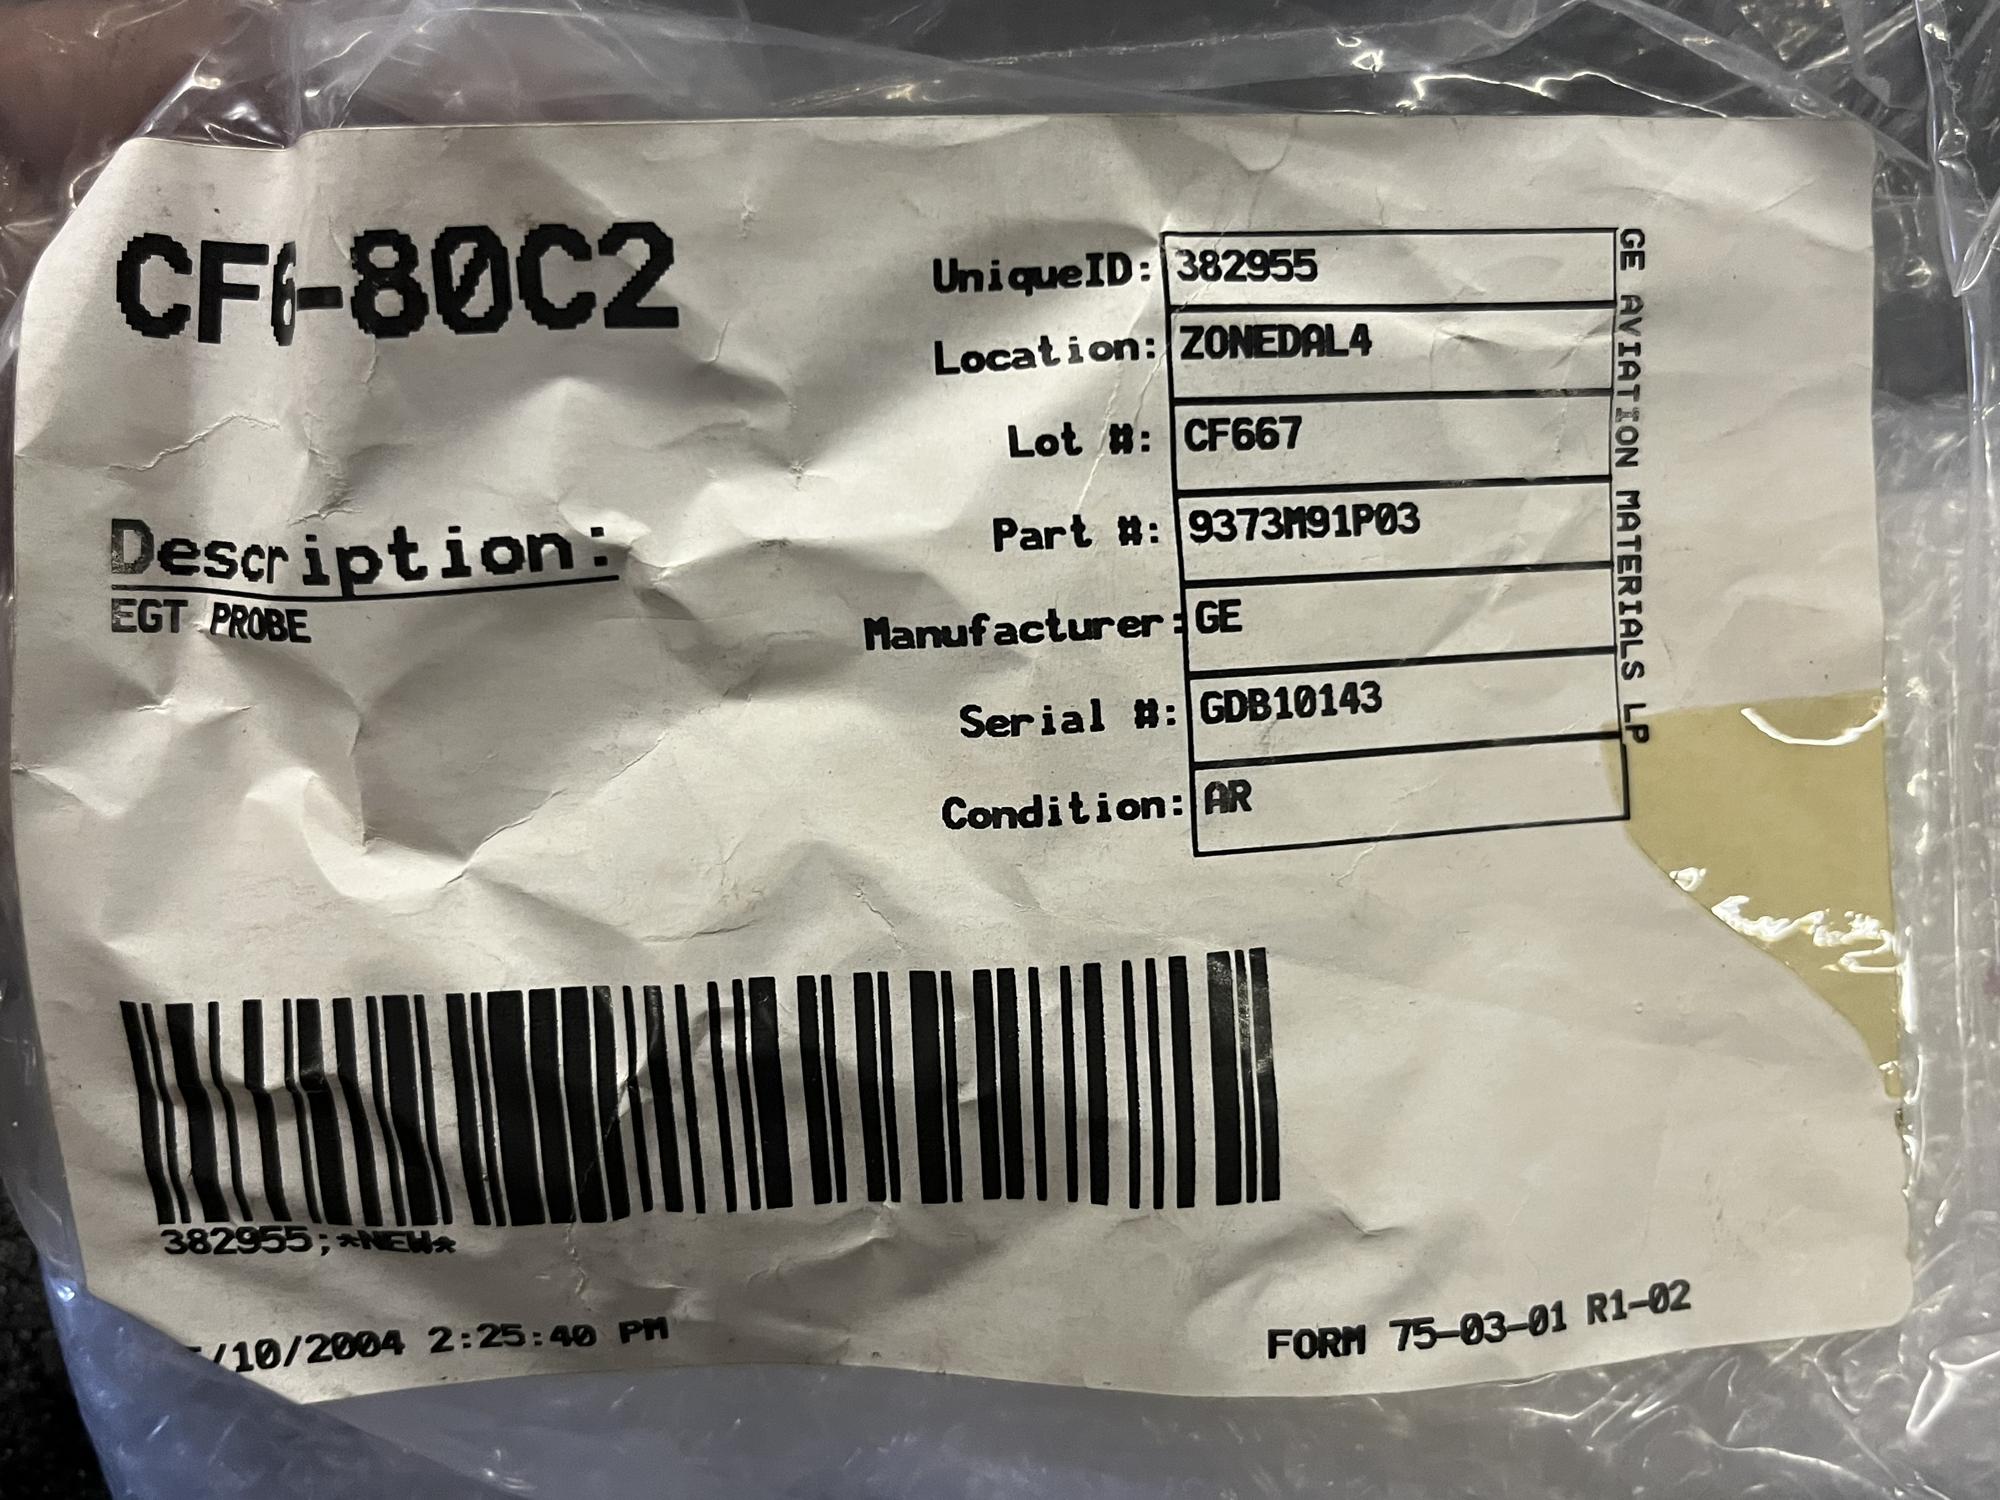 CF6-80C2
Description:
EGT PROBE
UniqueID: 382955
Location: ZONEDAL4
Lot #: CF667
Part #: 9373M91P03
Manufacturer: GE
Serial #: GDB10143
Condition: AR
GE AVIATION MATERIALS LP
382955;*NEW*
/10/2004 2:25:40 PM
FORM 75-03-01 R1-02